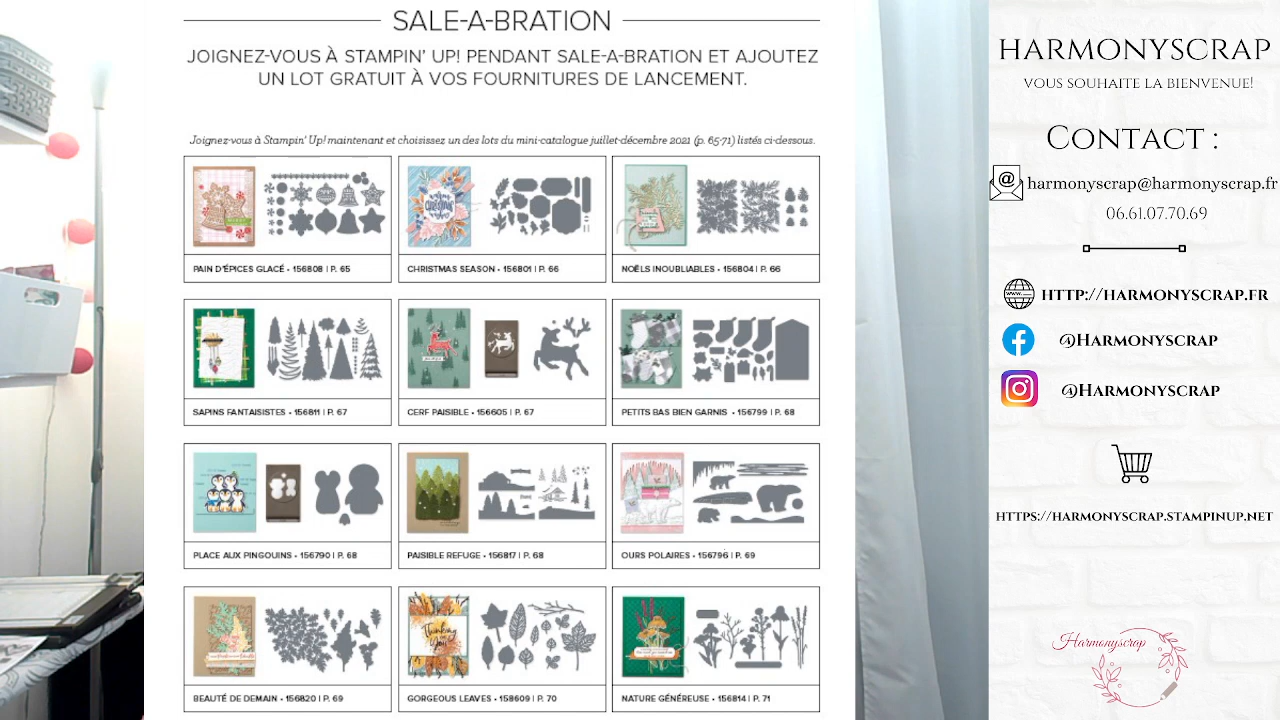 SALE-A-BRATION
JOIGNEZ-VOUS À STAMPIN' UP! PENDANT SALE-A-BRATION ET AJOUTEZ
UN LOT GRATUIT À VOS FOURNITURES DE LANCEMENT.
Joignez-vous à Stampin' Up! maintenant et choisissez un des lots du mini-catalogue juillet-décembre 2021 (p. 65-71) listés ci-dessous.
PAIN D'ÉPICES GLACÉ • 156808 | P. 65
CHRISTMAS SEASON • 156801 | P. 66
NOËLS INOUBLIABLES • 156804 | P. 66
SAPINS FANTAISISTES • 156811 | P. 67
CERF PAISIBLE • 156605 | P. 67
PETITS BAS BIEN GARNIS • 156799 | P. 68
PLACE AUX PINGOUINS • 156790 | P. 68
PAISIBLE REFUGE • 156817 | P. 68
OURS POLAIRES • 156796 | P. 69
Thinking
You
BEAUTÉ DE DEMAIN • 156820 | P. 69
GORGEOUS LEAVES • 158609 | P. 70
NATURE GÉNÉREUSE • 156814 | P. 71
HARMONYSCRAP
VOUS SOUHAITE LA BIENVENUE!
CONTACT :
@ harmonyscrap@harmonyscrap.fr
06.61.07.70.69
www. HTTP://HARMONYSCRAP.FR
@HARMONYSCRAP
@HARMONYSCRAP
HTTPS://HARMONYSCRAP.STAMPINUP.NET
Harmonyscrap